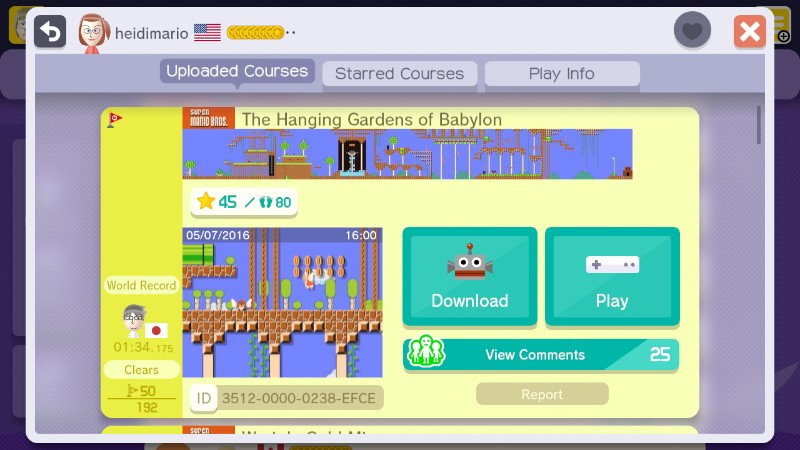 heidimario
Uploaded Courses
Starred Courses
Play Info
SUPER
MARIO BROS.
The Hanging Gardens of Babylon
45 / 80
05/07/2016 16:00
World Record
01:34.175
Clears
50
192
Download
Play
View Comments 25
ID 3512-0000-0238-EFCE
Report
SUPER